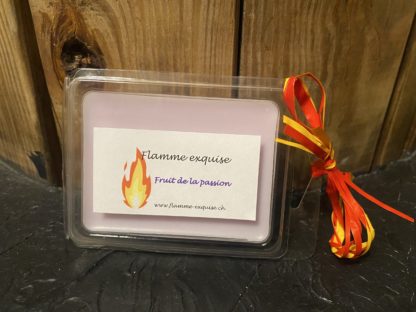 Flamme exquise
Fruit de la passion
www.flamme-exquise.ch